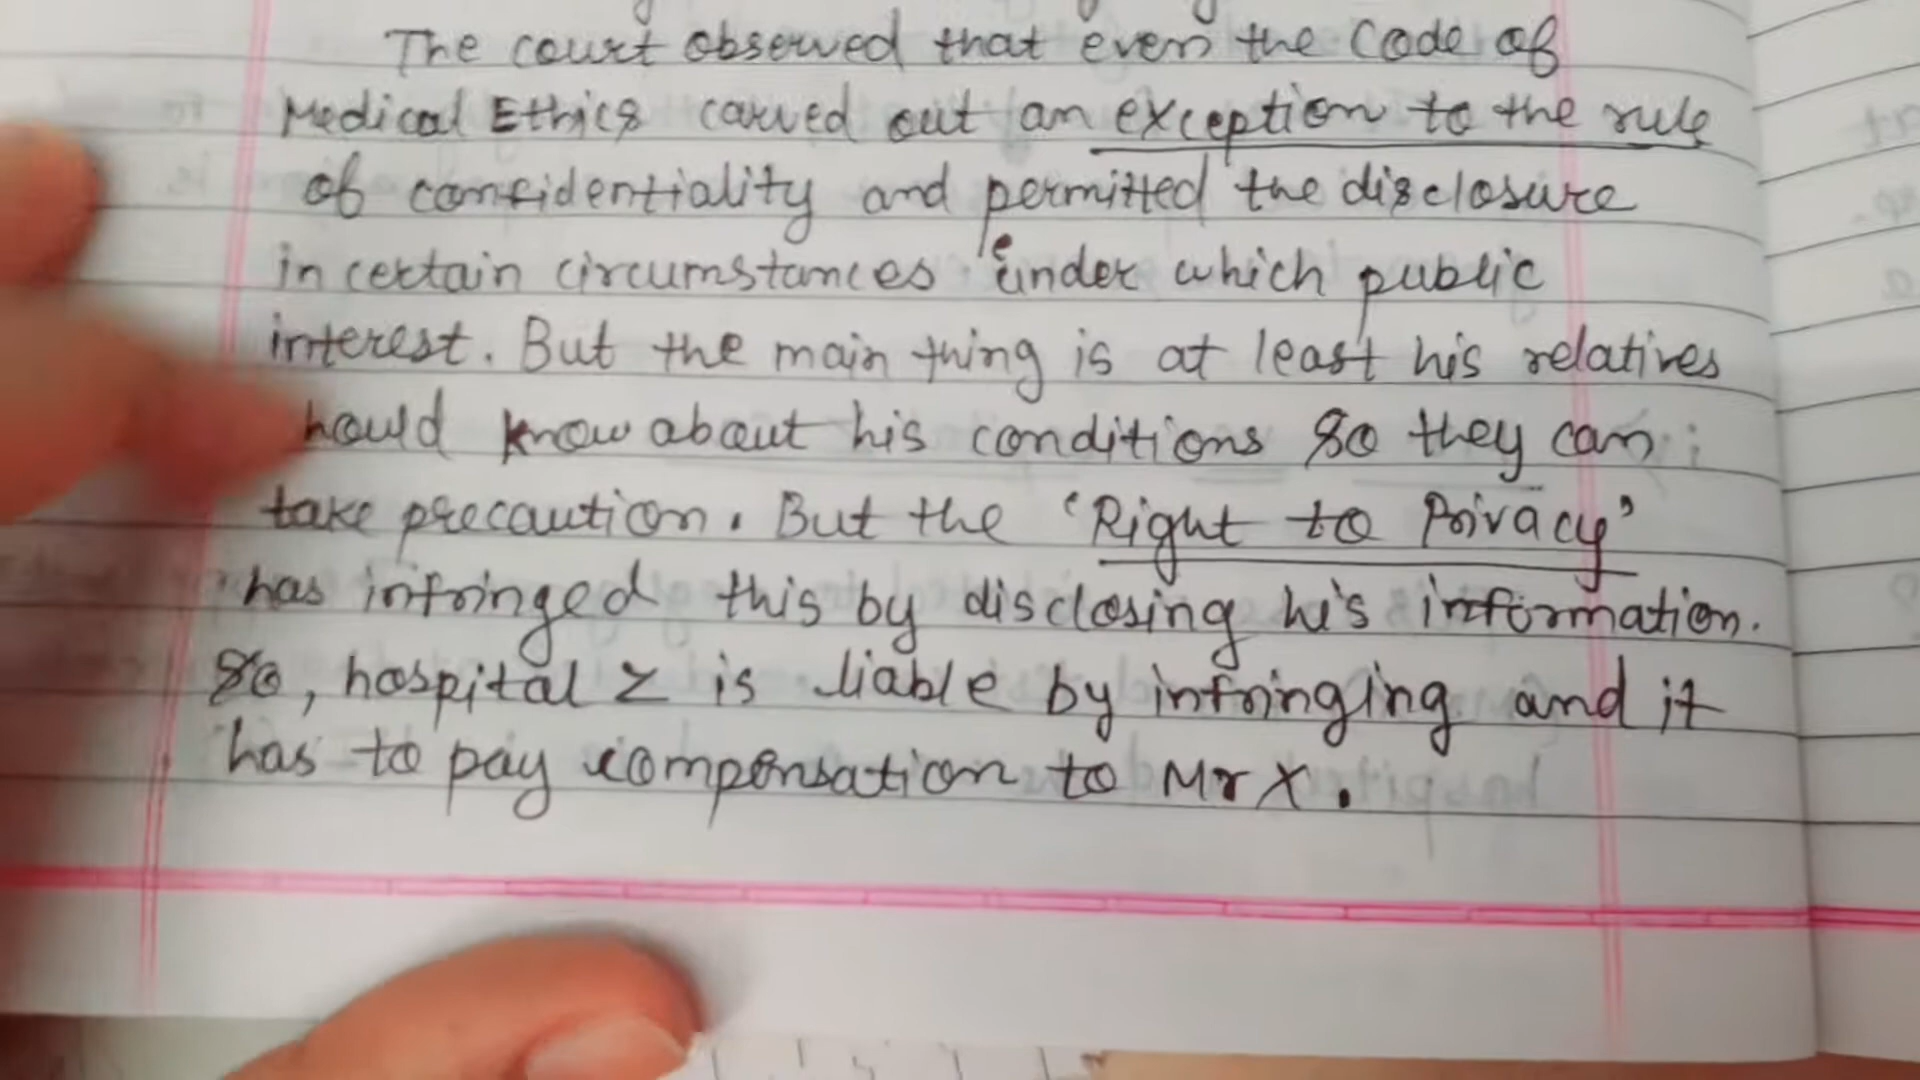 The court observed that even the Code of
Medical Ethics carved out an exception to the rule
of confidentiality and permitted the disclosure
in certain circumstances under which public
interest. But the main thing is at least his relatives
hould know about his conditions so they can
take precaution. But the 'Right to Privacy'
has infringed this by disclosing his information.
So, hospital Z is liable by infringing and it
has to pay compensation to Mr X.